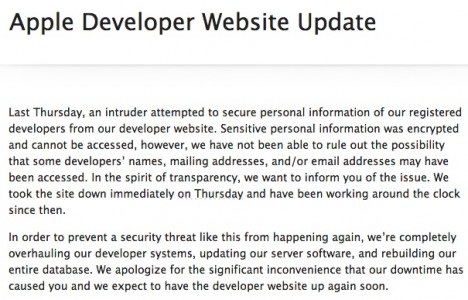 Apple Developer Website Update
Last Thursday, an intruder attempted to secure personal information of our registered
developers from our developer website. Sensitive personal information was encrypted
and cannot be accessed, however, we have not been able to rule out the possibility
that some developers’ names, mailing addresses, and/or email addresses may have
been accessed. In the spirit of transparency, we want to inform you of the issue. We
took the site down immediately on Thursday and have been working around the clock
since then.
In order to prevent a security threat like this from happening again, we’re completely
overhauling our developer systems, updating our server software, and rebuilding our
entire database. We apologize for the significant inconvenience that our downtime has
caused you and we expect to have the developer website up again soon.